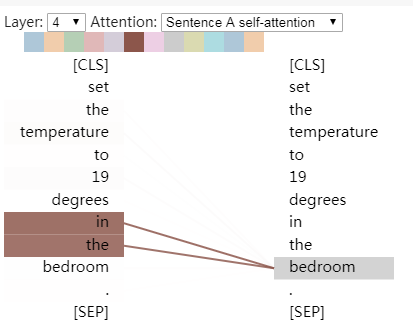 Layer: 4 Attention: Sentence A self-attention
[CLS] [CLS]
set set
the the
temperature temperature
to to
19 19
degrees degrees
in in
the the
bedroom bedroom
. .
[SEP] [SEP]